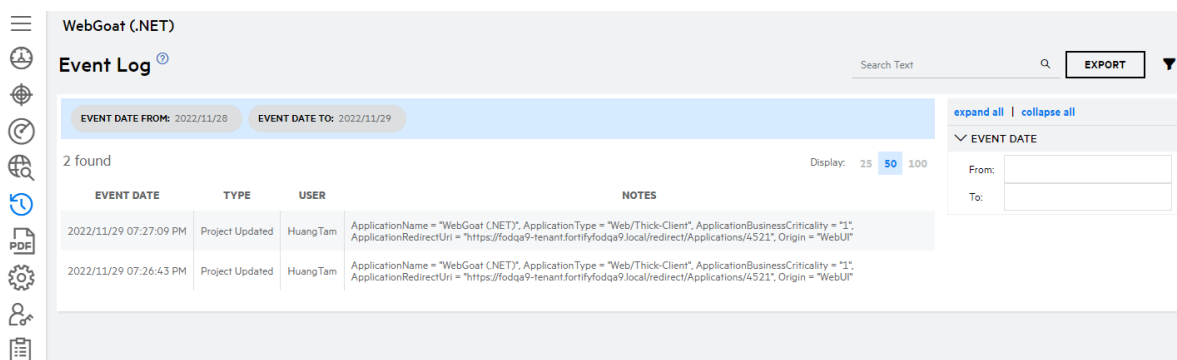 WebGoat (.NET)
Event Log ?
Search Text
EXPORT
EVENT DATE FROM: 2022/11/28 EVENT DATE TO: 2022/11/29
expand all | collapse all
EVENT DATE
From:
To:
2 found
Display: 25 50 100
EVENT DATE TYPE USER NOTES
2022/11/29 07:27:09 PM Project Updated HuangTam ApplicationName = "WebGoat (.NET)", ApplicationType = "Web/Thick-Client", ApplicationBusinessCriticality = "1",
ApplicationRedirectUri = "https://fodqa9-tenant.fortifyfodqa9.local/redirect/Applications/4521", Origin = "WebUI"
2022/11/29 07:26:43 PM Project Updated HuangTam ApplicationName = "WebGoat (.NET)", ApplicationType = "Web/Thick-Client", ApplicationBusinessCriticality = "1",
ApplicationRedirectUri = "https://fodqa9-tenant.fortifyfodqa9.local/redirect/Applications/4521", Origin = "WebUI"
PDF